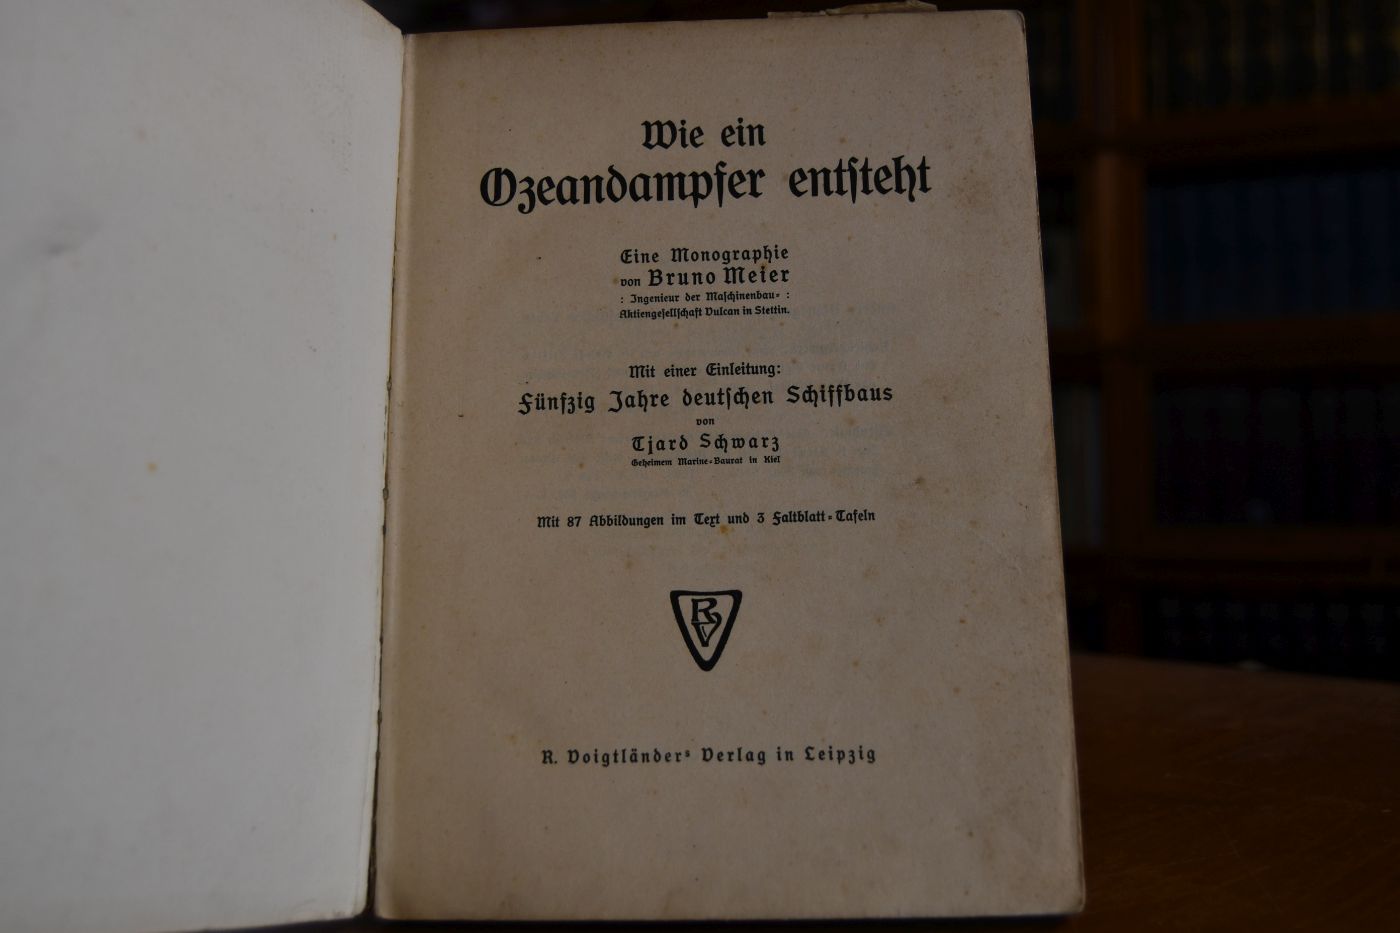 Wie ein
Ozeandampfer entsteht
Eine Monographie
von Bruno Meier
: Ingenieur der Maschinenbau- :
Aktiengesellschaft Vulcan in Stettin.
Mit einer Einleitung:
Fünfzig Jahre deutschen Schiffbaus
von
Tjard Schwarz
Geheimem Marine-Baurat in Kiel
Mit 87 Abbildungen im Text und 3 Faltblatt-Tafeln
RV
R. Voigtländers Verlag in Leipzig